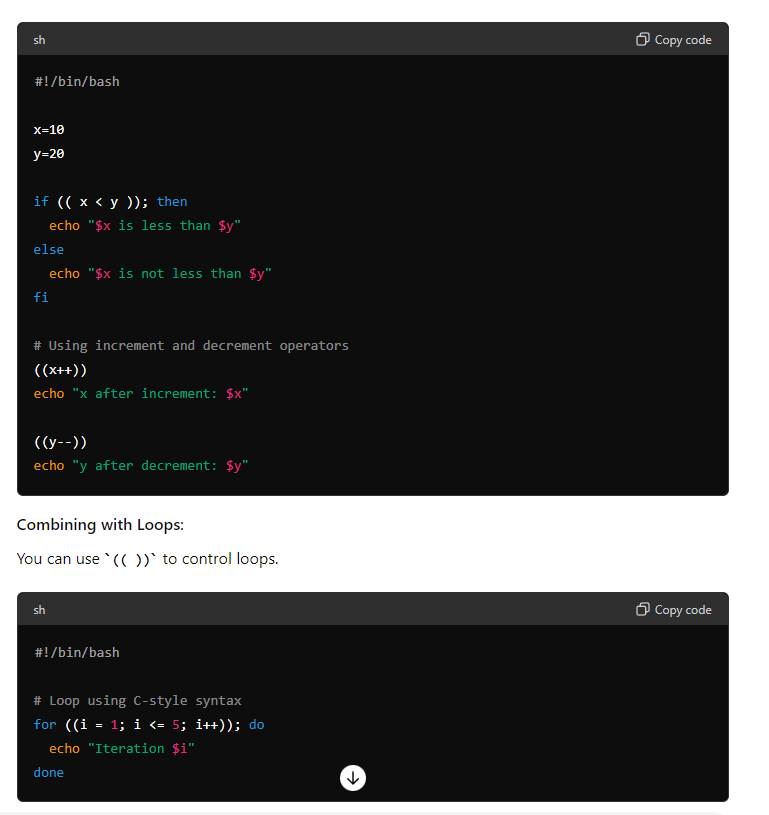 sh
Copy code
#!/bin/bash
x=10
y=20
if (( x < y )); then
  echo "$x is less than $y"
else
  echo "$x is not less than $y"
fi
# Using increment and decrement operators
((x++))
echo "x after increment: $x"
((y--))
echo "y after decrement: $y"
Combining with Loops:
You can use `(( ))` to control loops.
sh
Copy code
#!/bin/bash
# Loop using C-style syntax
for ((i = 1; i <= 5; i++)); do
  echo "Iteration $i"
done